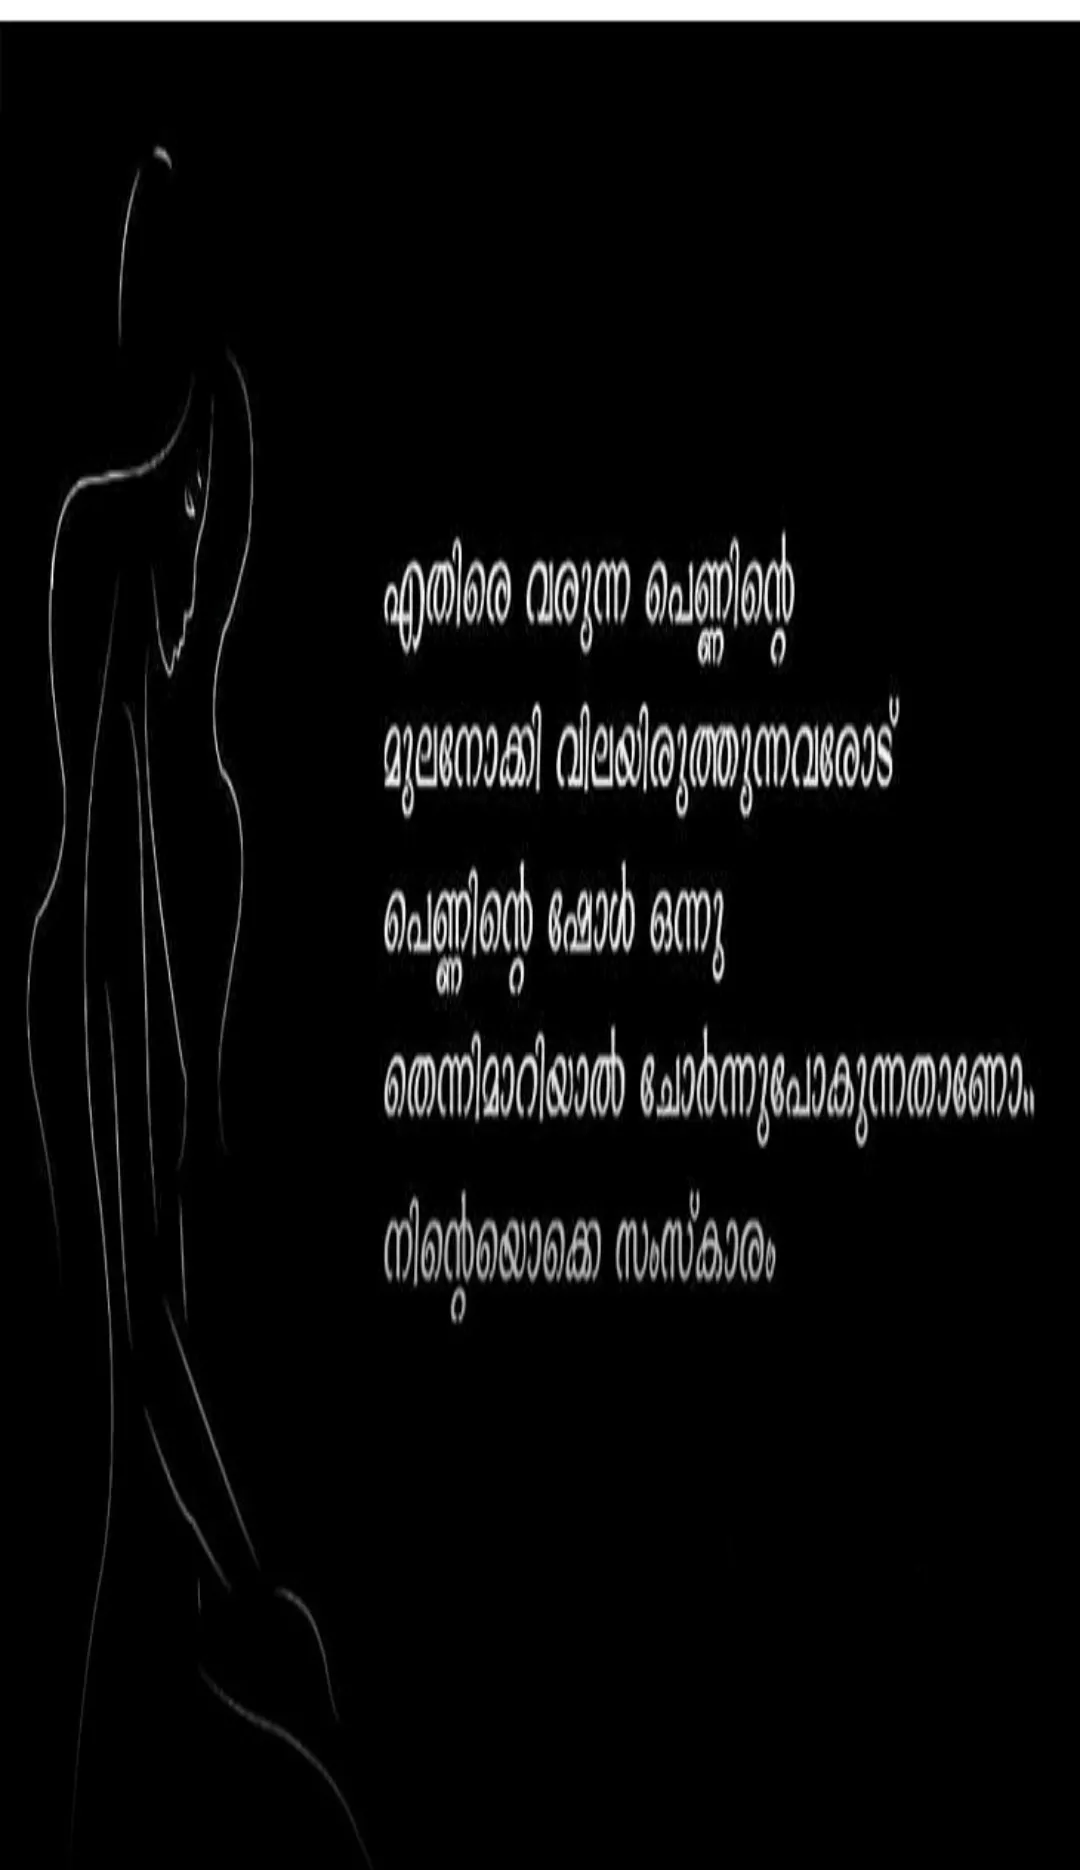 എതിരെ വരുന്ന പെണ്ണിന്റെ
മുലനോക്കി വിലയിരുത്തുന്നവരോട്
പെണ്ണിന്റെ ഷോൾ ഒന്നു
തെന്നിമാറിയാൽ ചോർന്നുപോകുന്നതാണോ..
നിന്റെയൊക്കെ സംസ്കാരം